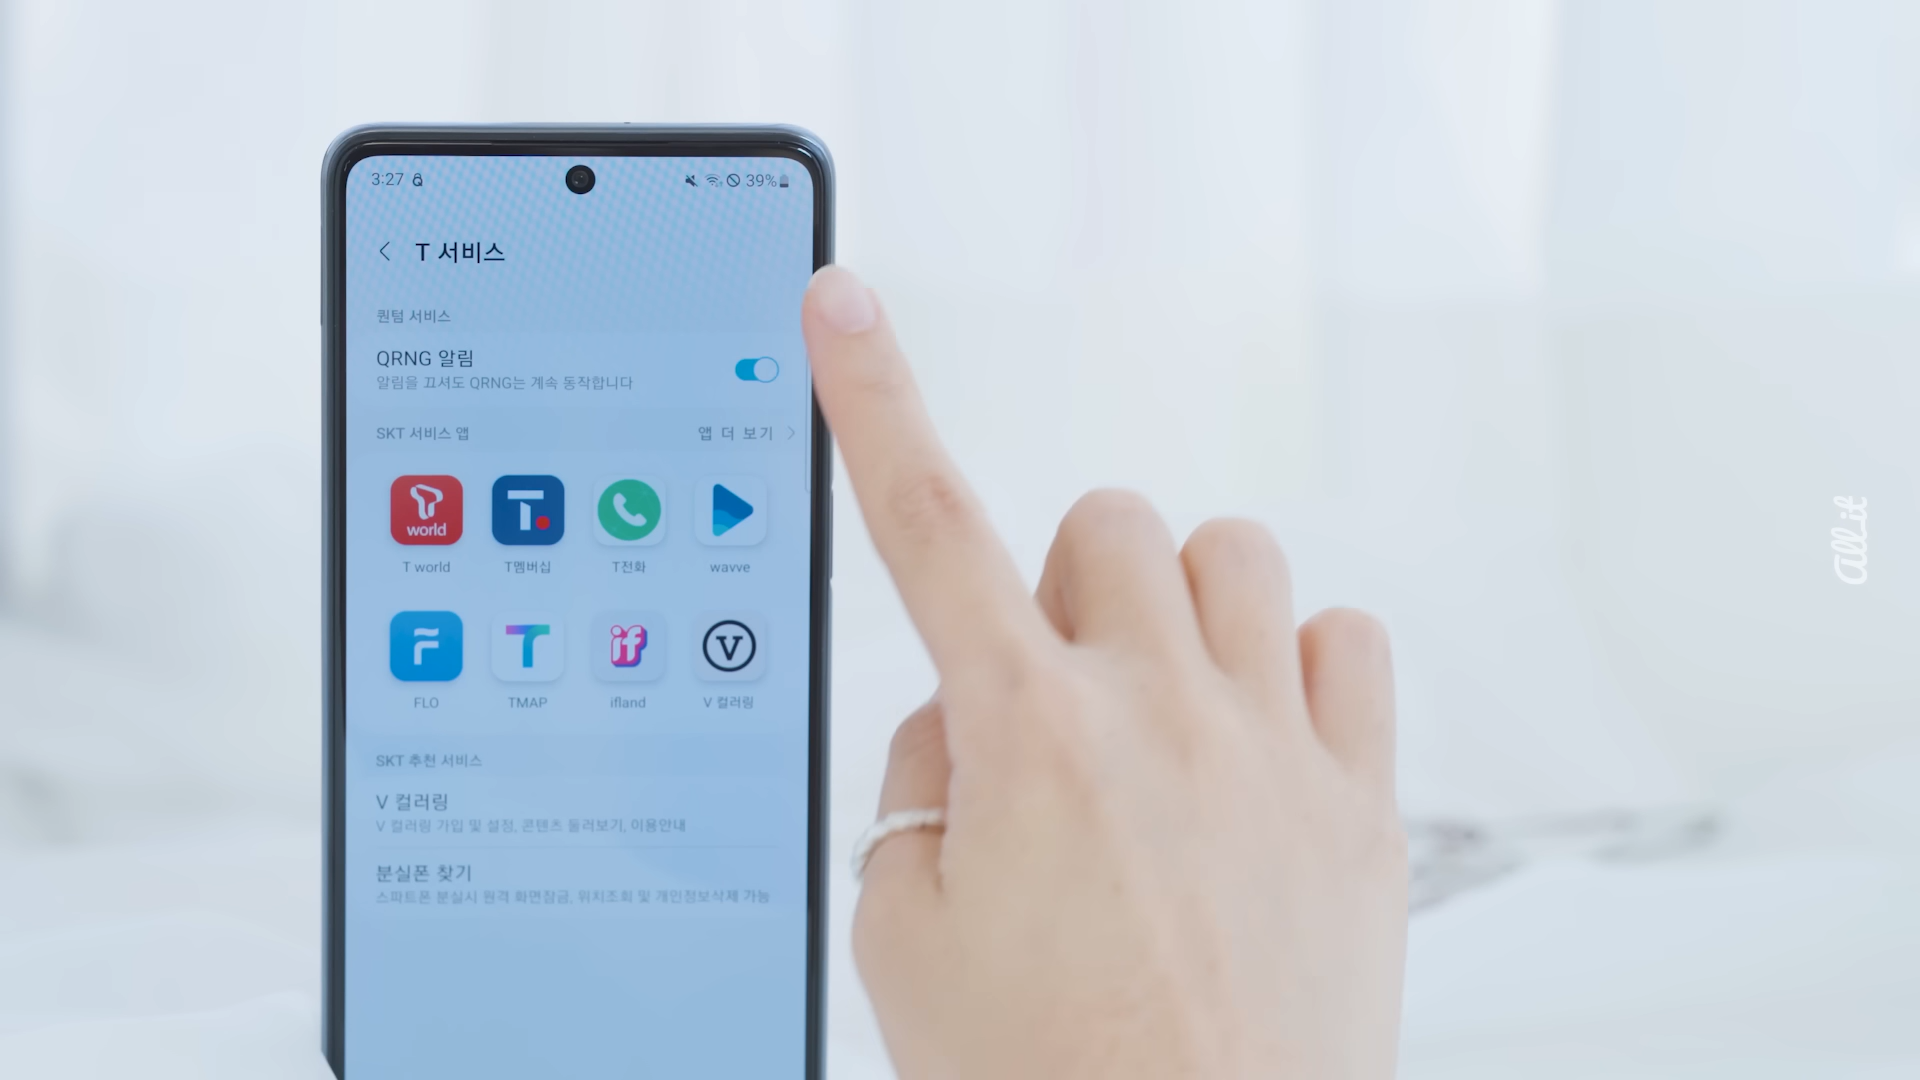 3:27
39%
T 서비스
퀀텀 서비스
QRNG 알림
알림을 끄셔도 QRNG는 계속 동작합니다
SKT 서비스 앱
앱 더 보기
world
T world
T멤버십
T전화
wavve
if
V
FLO
TMAP
ifland
V 컬러링
SKT 추천 서비스
V 컬러링
V 컬러링 가입 및 설정, 콘텐츠 둘러보기, 이용안내
분실폰 찾기
스마트폰 분실시 원격 화면잠금, 위치조회 및 개인정보삭제 가능
allit